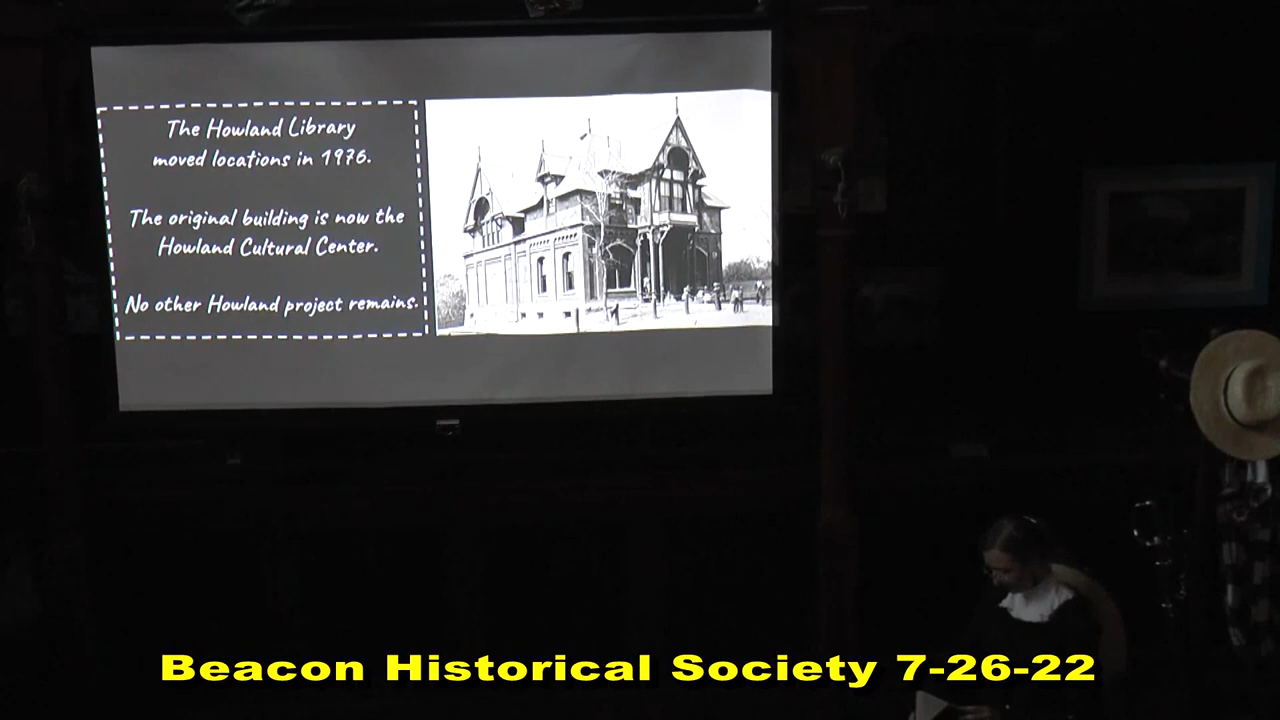 The Howland Library
moved locations in 1976.
The original building is now the
Howland Cultural Center.
No other Howland project remains.
Beacon Historical Society 7-26-22